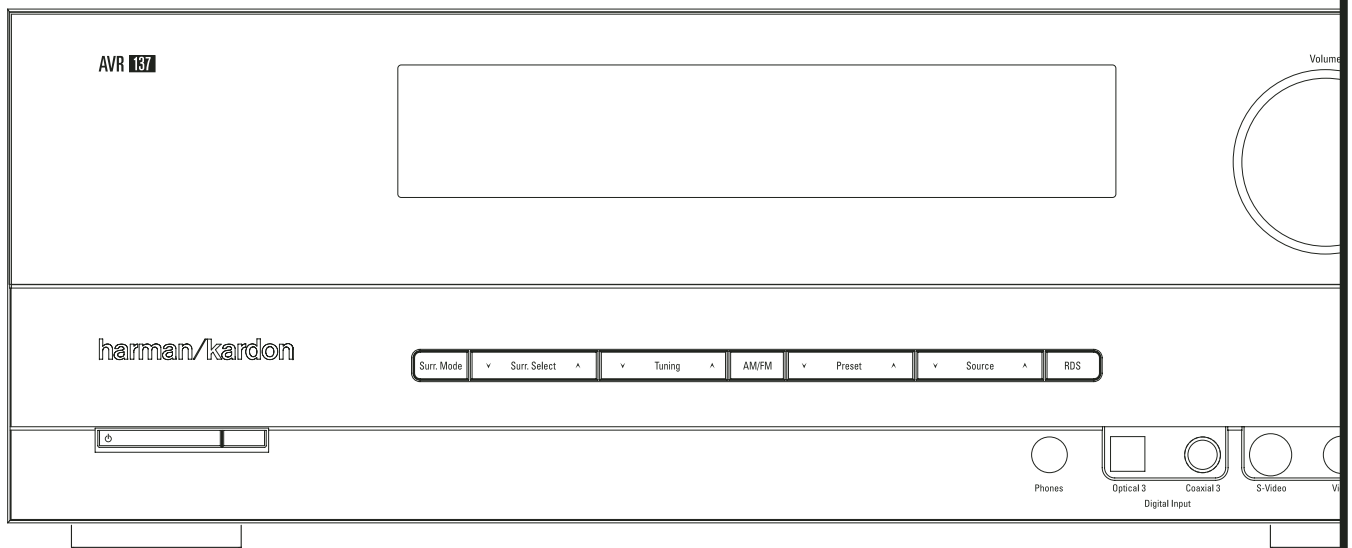 AVR 137
Volume
harman/kardon
Surr. Mode ˅ Surr. Select ˄ ˅ Tuning ˄ AM/FM ˅ Preset ˄ ˅ Source ˄ RDS
Phones
Optical 3
Coaxial 3
S-Video
Vi
Digital Input